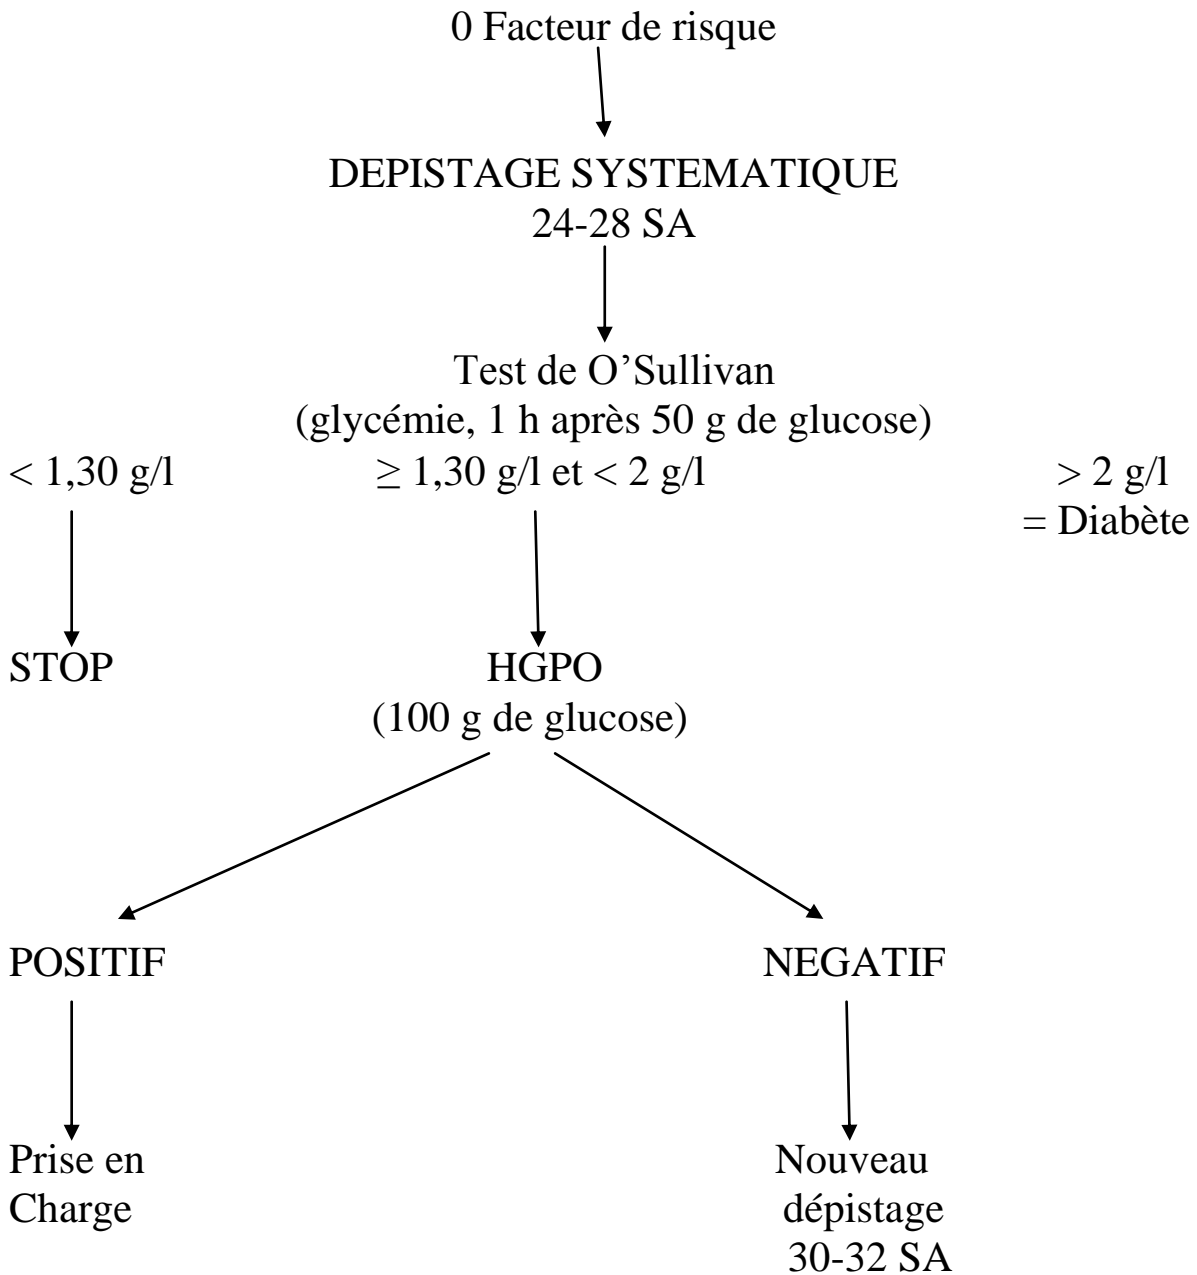 0 Facteur de risque
DEPISTAGE SYSTEMATIQUE
24-28 SA
Test de O’Sullivan
(glycémie, 1 h après 50 g de glucose)
< 1,30 g/l ≥ 1,30 g/l et < 2 g/l > 2 g/l
= Diabète
STOP HGPO
(100 g de glucose)
POSITIF NEGATIF
Prise en Nouveau
Charge dépistage
30-32 SA